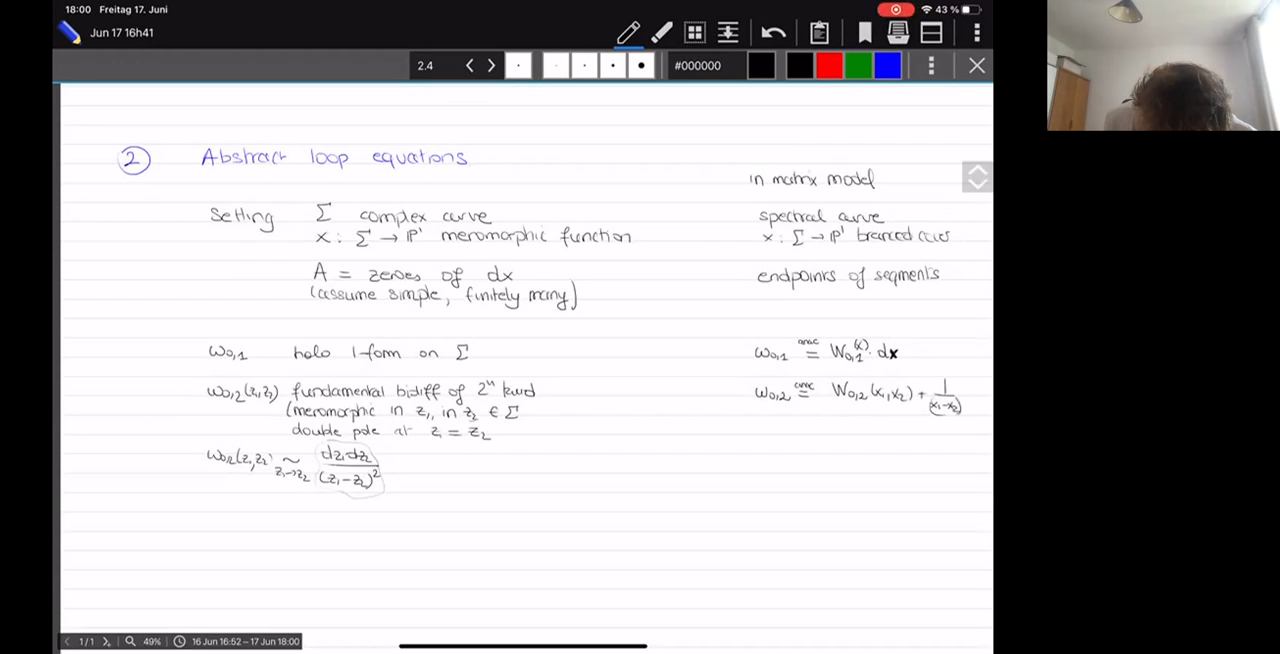 18:00 Freitag 17. Juni
43 %
Jun 17 16h41
2.4
#000000
② Abstract loop equations
in matrix model
Setting Σ complex curve
spectral curve
x : Σ → P¹ meromorphic function
x : Σ → P¹ branced cover
A = zeroes of dx
endpoints of segments
(assume simple, finitely many)
ω0,1 holo 1-form on Σ
ω0,1 = W0,1(x) · dx
ω0,2(z1,z2) fundamental bidiff of 2ⁿ kind
ω0,2 = W0,2(x1,x2) + 1/(x1-x2)
(meromorphic in z1, in z2 ∈ Σ
double pole at z1 = z2
ω0,2(z1,z2) ~ z1→z2 dz1dz2/(z1-z2)²
1/1 49% 16 Jun 16:52 – 17 Jun 18:00